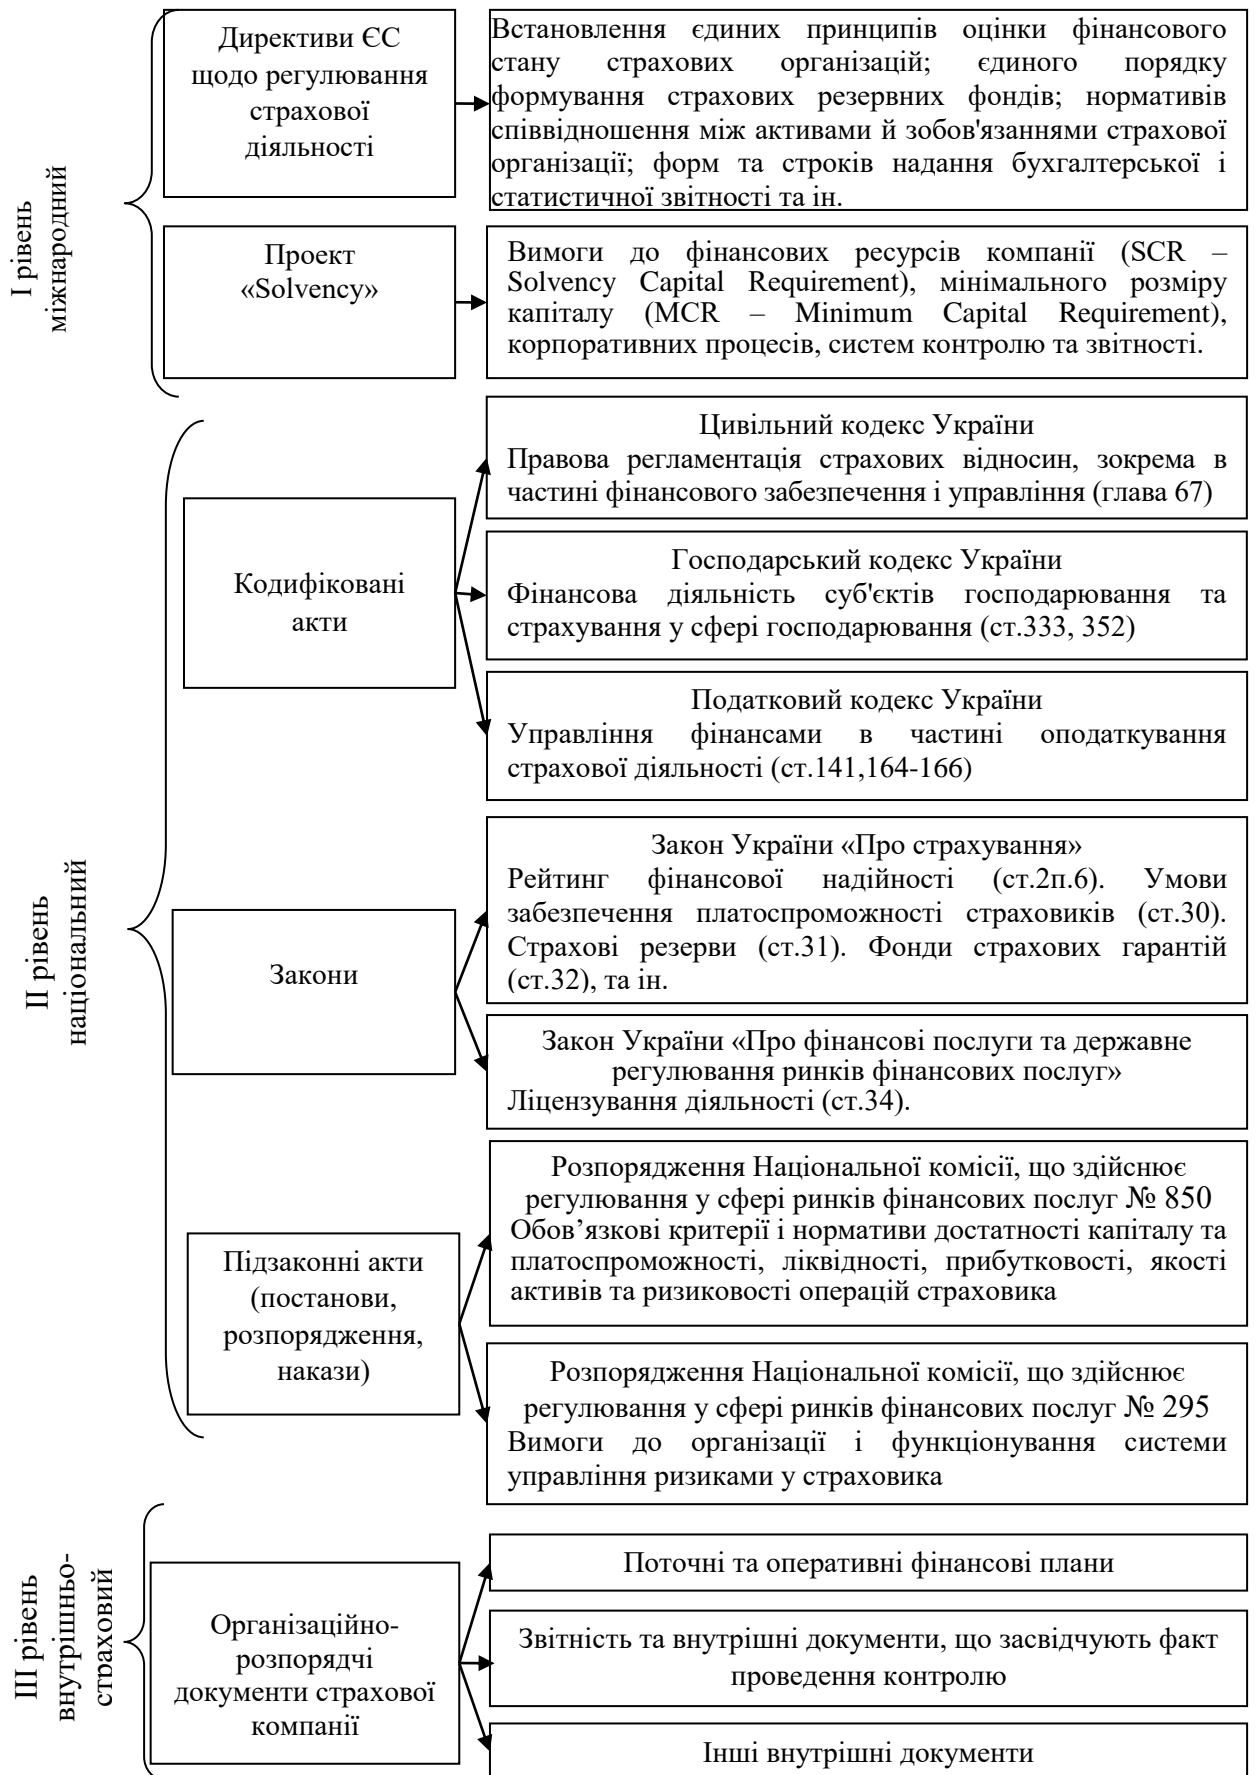 І рівень
міжнародний
Директиви ЄС
щодо регулювання
страхової
діяльності
Встановлення єдиних принципів оцінки фінансового
стану страхових організацій; єдиного порядку
формування страхових резервних фондів; нормативів
співвідношення між активами й зобов'язаннями страхової
організації; форм та строків надання бухгалтерської і
статистичної звітності та ін.
Проект
«Solvency»
Вимоги до фінансових ресурсів компанії (SCR –
Solvency Capital Requirement), мінімального розміру
капіталу (MCR – Minimum Capital Requirement),
корпоративних процесів, систем контролю та звітності.
ІІ рівень
національний
Кодифіковані
акти
Цивільний кодекс України
Правова регламентація страхових відносин, зокрема в
частині фінансового забезпечення і управління (глава 67)
Господарський кодекс України
Фінансова діяльність суб'єктів господарювання та
страхування у сфері господарювання (ст.333, 352)
Податковий кодекс України
Управління фінансами в частині оподаткування
страхової діяльності (ст.141,164-166)
Закони
Закон України «Про страхування»
Рейтинг фінансової надійності (ст.2п.6). Умови
забезпечення платоспроможності страховиків (ст.30).
Страхові резерви (ст.31). Фонди страхових гарантій
(ст.32), та ін.
Закон України «Про фінансові послуги та державне
регулювання ринків фінансових послуг»
Ліцензування діяльності (ст.34).
Підзаконні акти
(постанови,
розпорядження,
накази)
Розпорядження Національної комісії, що здійснює
регулювання у сфері ринків фінансових послуг № 850
Обов’язкові критерії і нормативи достатності капіталу та
платоспроможності, ліквідності, прибутковості, якості
активів та ризиковості операцій страховика
Розпорядження Національної комісії, що здійснює
регулювання у сфері ринків фінансових послуг № 295
Вимоги до організації і функціонування системи
управління ризиками у страховика
ІІІ рівень
внутрішньо-
страховий
Організаційно-
розпорядчі
документи страхової
компанії
Поточні та оперативні фінансові плани
Звітність та внутрішні документи, що засвідчують факт
проведення контролю
Інші внутрішні документи